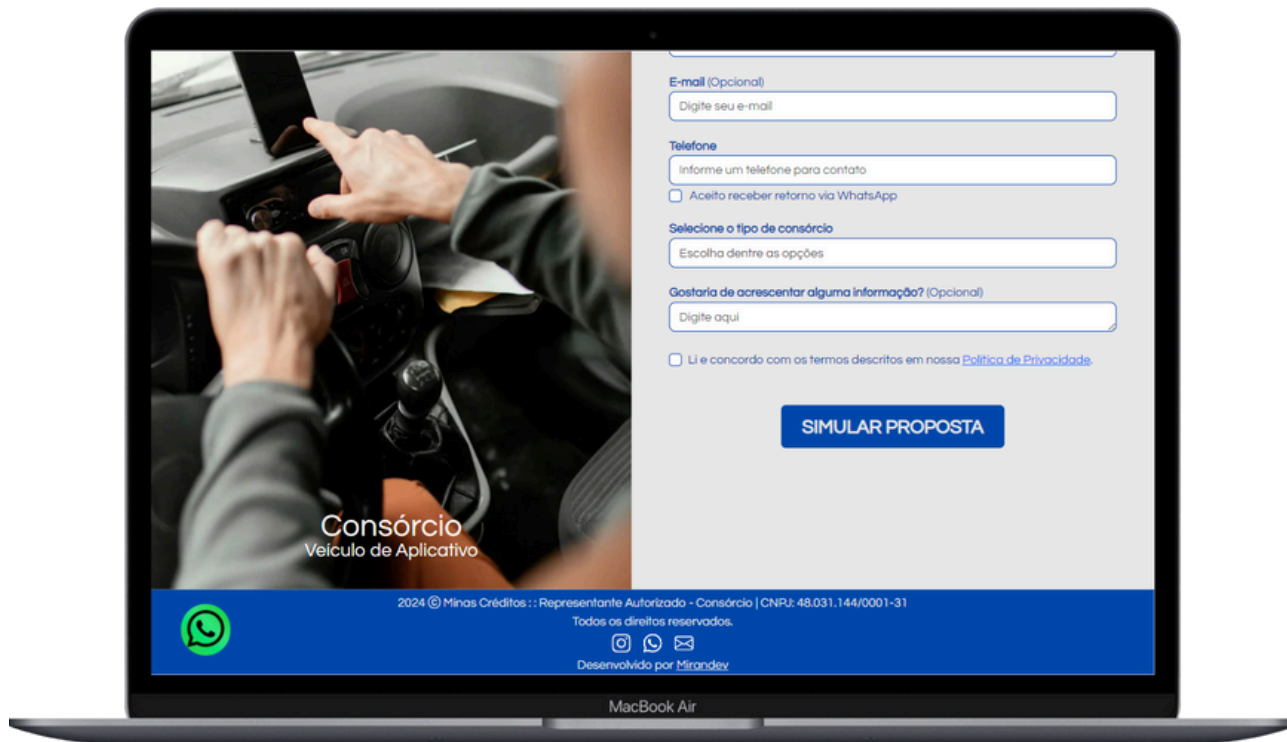 E-mail (Opcional)
Digite seu e-mail
Telefone
Informe um telefone para contato
Aceito receber retorno via WhatsApp
Selecione o tipo de consórcio
Escolha dentre as opções
Gostaria de acrescentar alguma informação? (Opcional)
Digite aqui
Li e concordo com os termos descritos em nossa Política de Privacidade.
SIMULAR PROPOSTA
Consórcio
Veículo de Aplicativo
2024 © Minas Créditos : : Representante Autorizado - Consórcio | CNPJ: 48.031.144/0001-31
Todos os direitos reservados.
Desenvolvido por Mirandev
MacBook Air